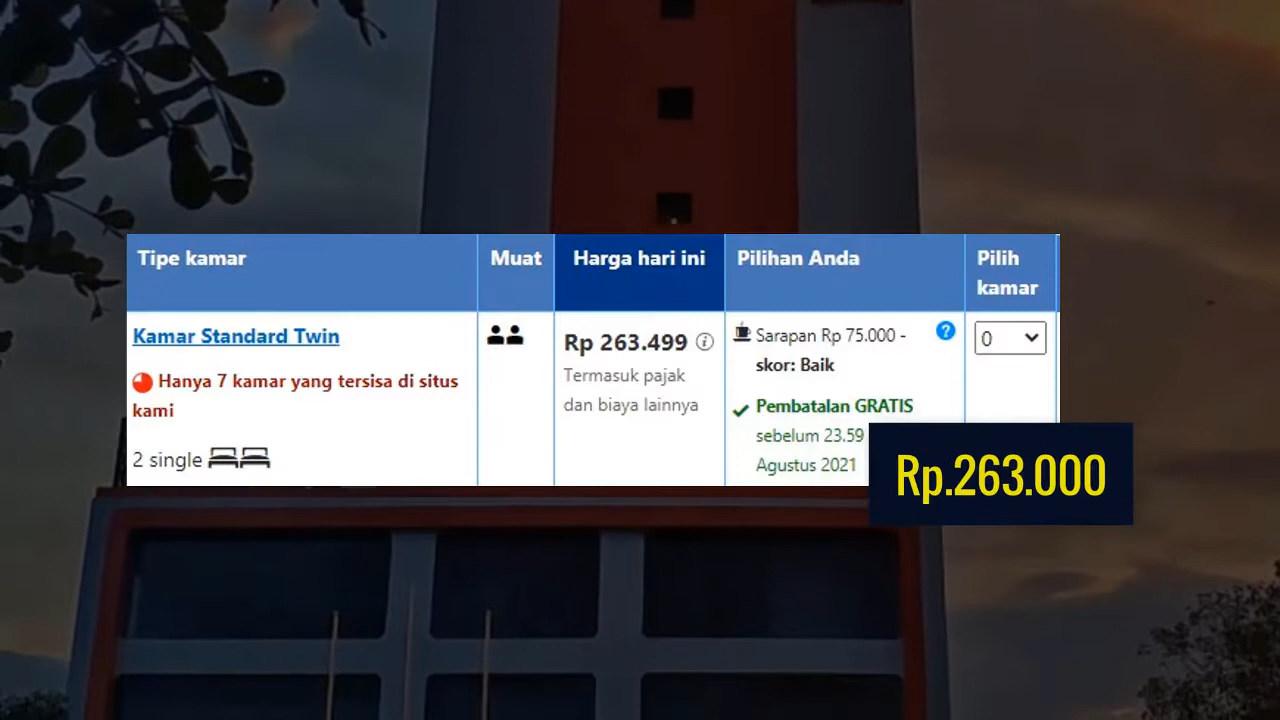 Tipe kamar
Muat
Harga hari ini
Pilihan Anda
Pilih
kamar
Kamar Standard Twin
Hanya 7 kamar yang tersisa di situs
kami
2 single
Rp 263.499
Termasuk pajak
dan biaya lainnya
Sarapan Rp 75.000 -
skor: Baik
Pembatalan GRATIS
sebelum 23.59
Agustus 2021
0
Rp.263.000